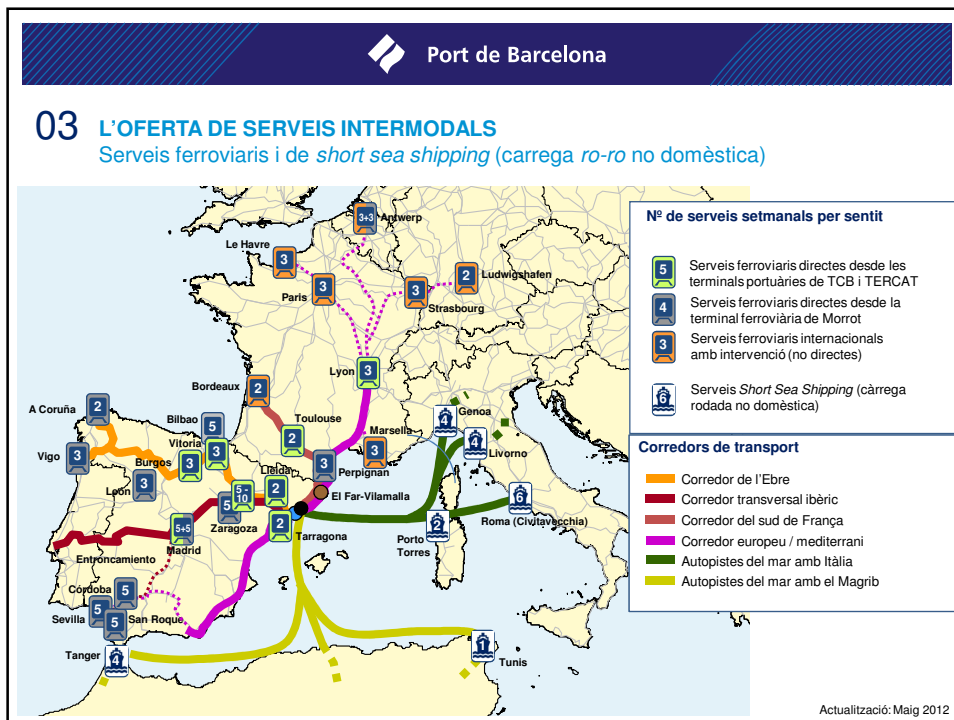 Port de Barcelona
03 L'OFERTA DE SERVEIS INTERMODALS
Serveis ferroviaris i de short sea shipping (carrega ro-ro no domèstica)
3+3 Antwerp
Le Havre
3
3
Paris
3
Strasbourg
2
Ludwigshafen
Lyon
3
Bordeaux
2
Toulouse
2
Marsella
3
3
Perpignan
El Far-Vilamalla
A Coruña
2
Bilbao
5
Vigo
3
Vitoria
3
Burgos
3
León
3
Lleida
2
5 -
10
5
Zaragoza
2
Tarragona
5+5
Madrid
Entroncamiento
Córdoba
5
Sevilla
5
5
San Roque
Tanger
4
1
Tunis
4
Genoa
4
Livorno
6
Roma (Civitavecchia)
2
Porto
Torres
Nº de serveis setmanals per sentit
5
Serveis ferroviaris directes desde les
terminals portuàries de TCB i TERCAT
4
Serveis ferroviaris directes desde la
terminal ferroviària de Morrot
3
Serveis ferroviaris internacionals
amb intervenció (no directes)
6
Serveis Short Sea Shipping (càrrega
rodada no domèstica)
Corredors de transport
Corredor de l'Ebre
Corredor transversal ibèric
Corredor del sud de França
Corredor europeu / mediterrani
Autopistes del mar amb Itàlia
Autopistes del mar amb el Magrib
Actualització: Maig 2012